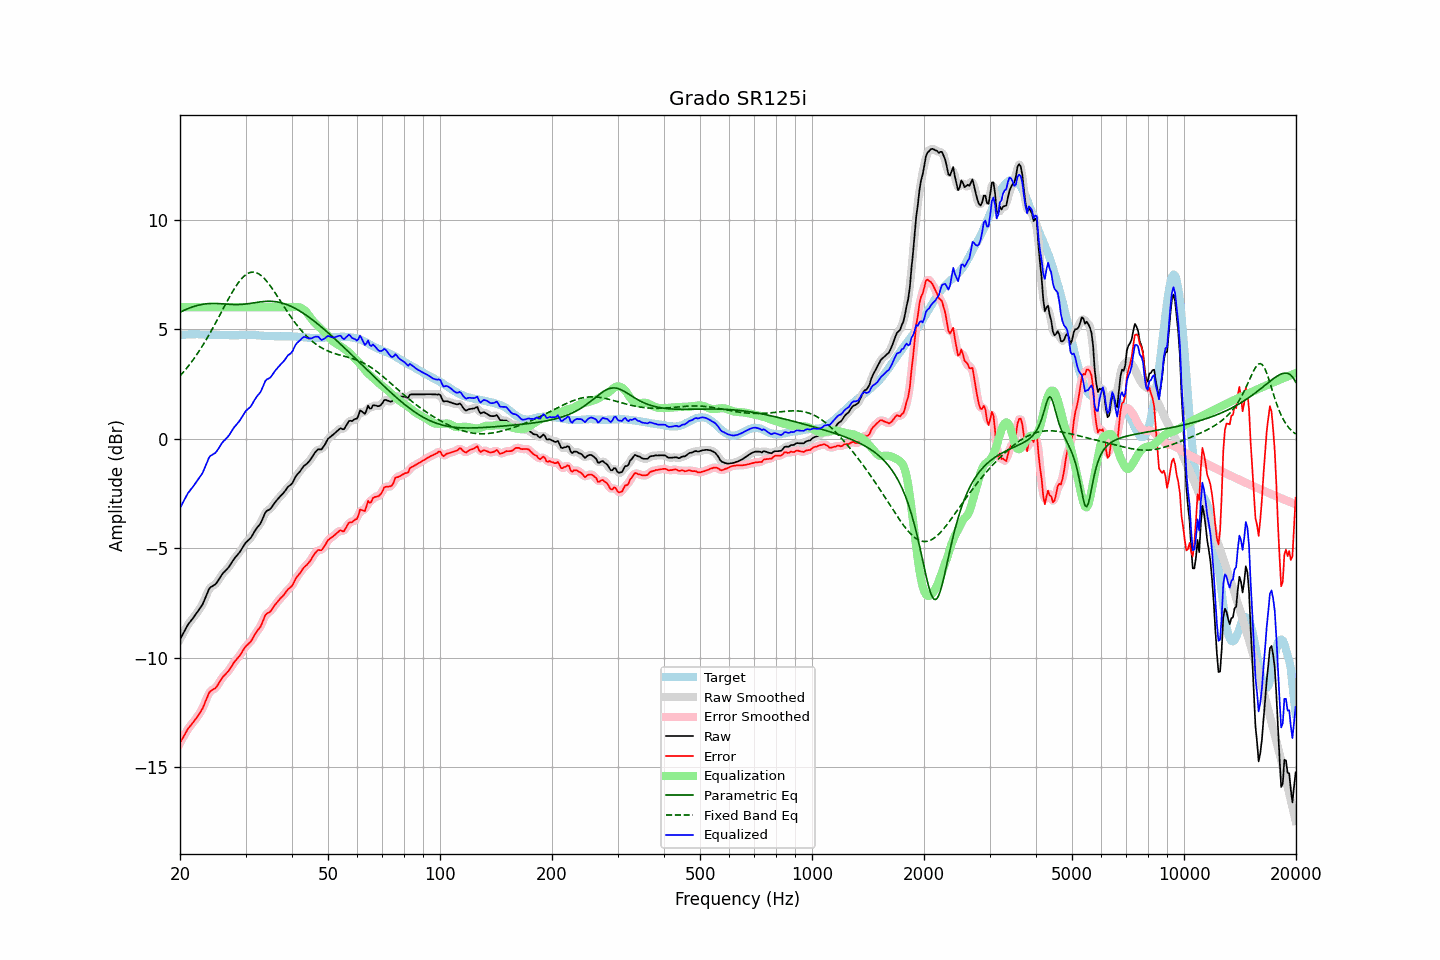 Grado SR125i
Amplitude (dBr)
10
5
0
−5
−10
−15
Target
Raw Smoothed
Error Smoothed
Raw
Error
Equalization
Parametric Eq
Fixed Band Eq
Equalized
20 50 100 200 500 1000 2000 5000 10000 20000
Frequency (Hz)